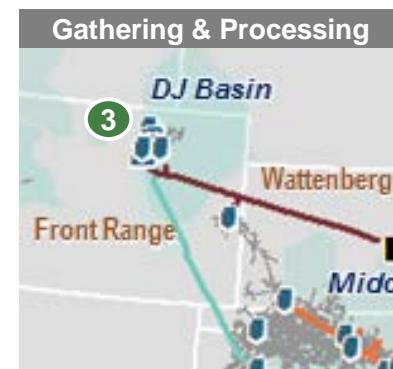 Gathering & Processing
DJ Basin
3
Wattenberg
Front Range